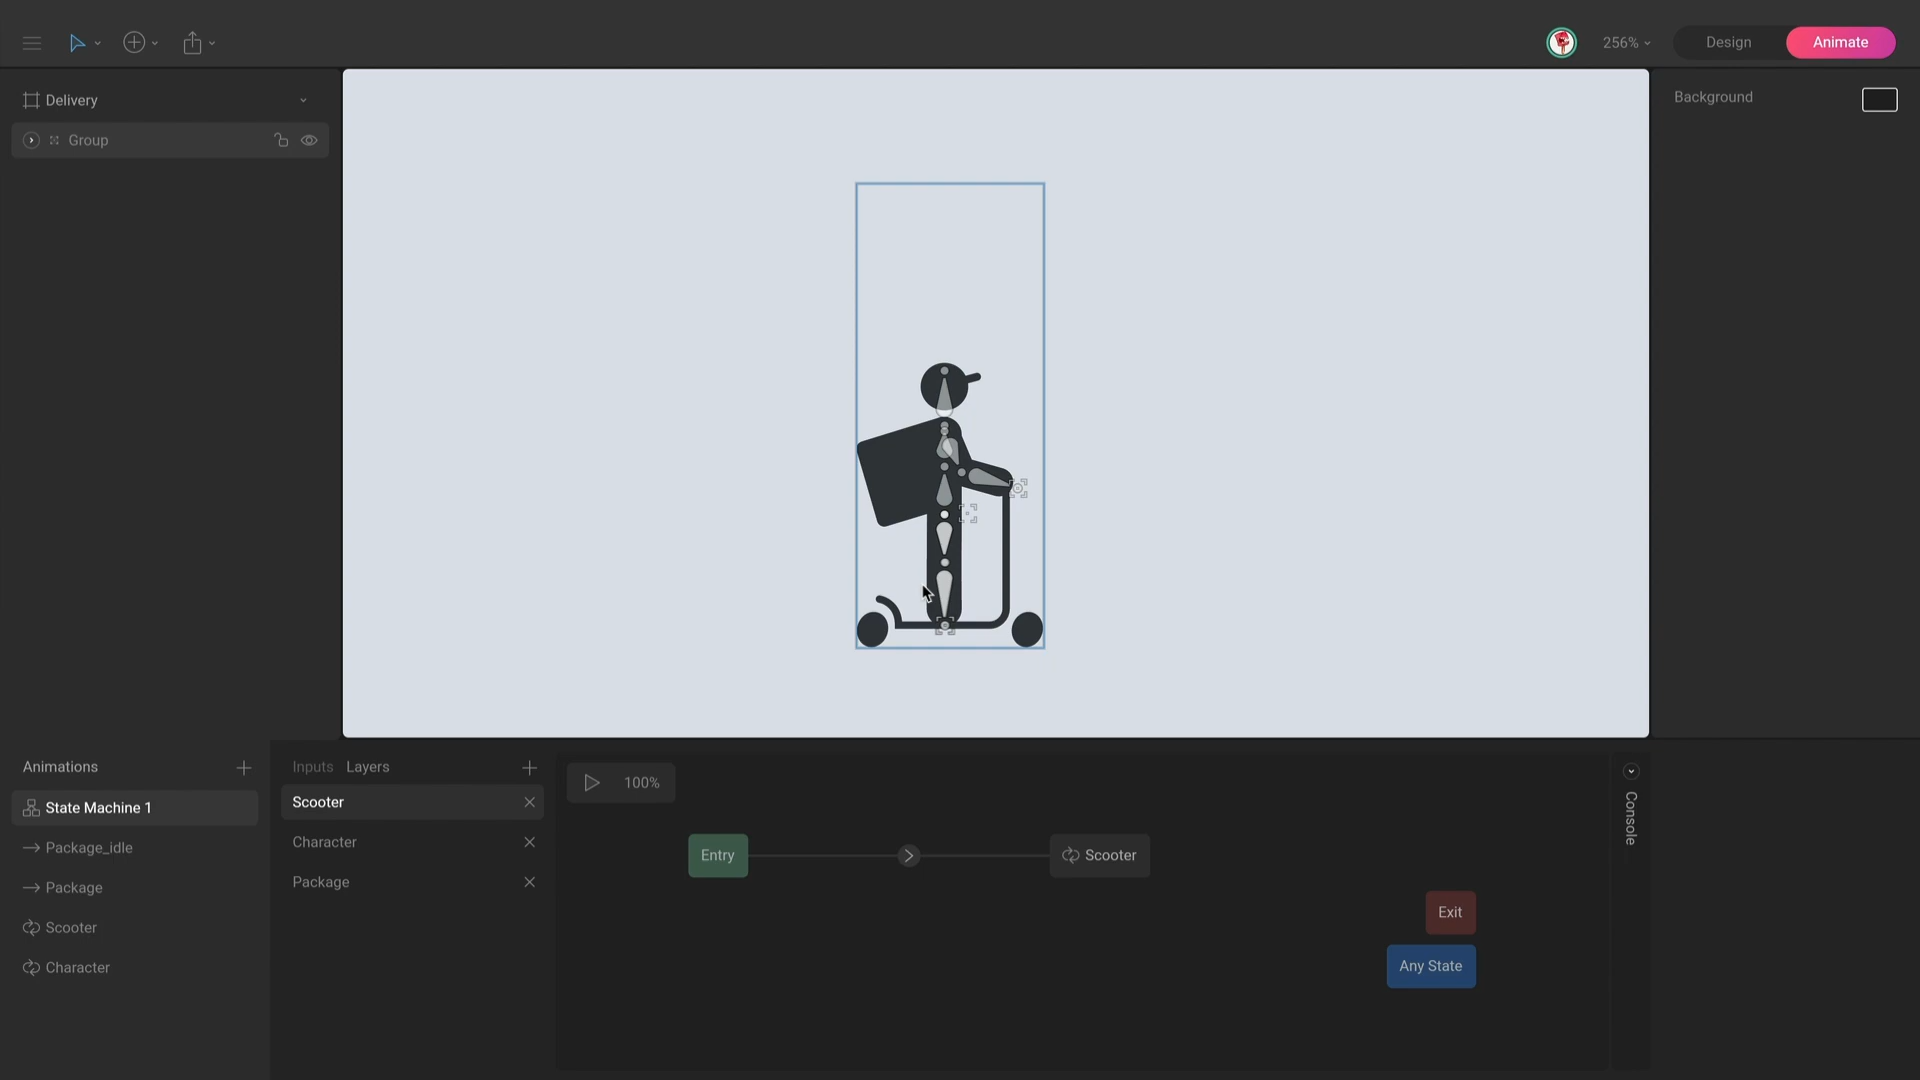 256%
Design
Animate
Delivery
Group
Background
Animations
State Machine 1
Package_idle
Package
Scooter
Character
Inputs Layers
Scooter
Character
Package
100%
Entry
Scooter
Exit
Any State
Console